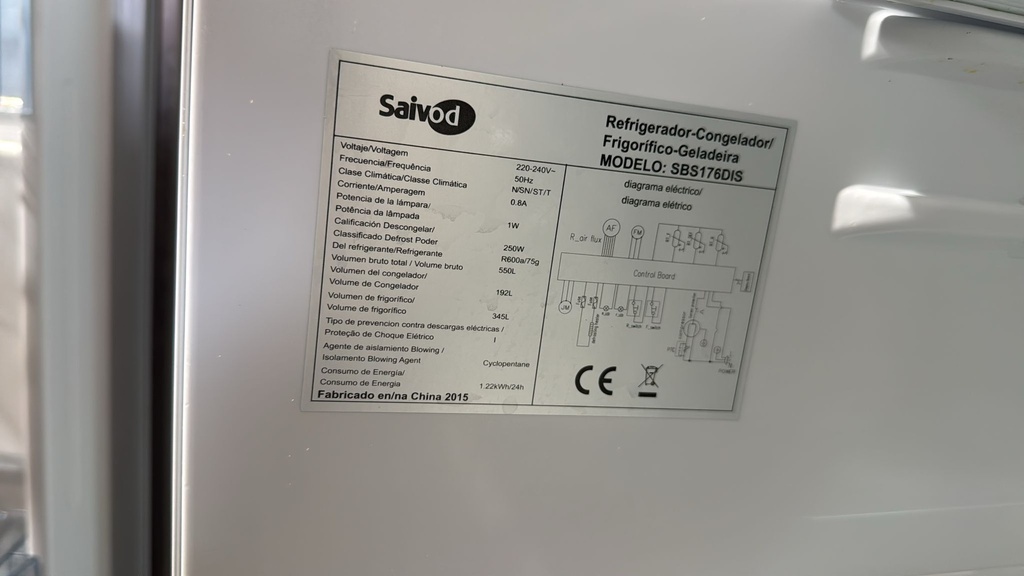 Saivod
Refrigerador-Congelador/
Frigorífico-Geladeira
MODELO: SBS176DIS
Voltaje/Voltagem 220-240V~
Frecuencia/Frequência 50Hz
Clase Climática/Classe Climática N/SN/ST/T
Corriente/Amperagem 0.8A
Potencia de la lámpara/
Potência da lâmpada 1W
Calificación Descongelar/
Classificado Defrost Poder 250W
Del refrigerante/Refrigerante R600a/75g
Volumen bruto total / Volume bruto 550L
Volumen del congelador/
Volume de Congelador 192L
Volumen de frigorífico/
Volume de frigorífico 345L
Tipo de prevencion contra descargas eléctricas /
Proteção de Choque Elétrico I
Agente de aislamiento Blowing /
Isolamento Blowing Agent Cyclopentane
Consumo de Energía/
Consumo de Energia 1.22kWh/24h
Fabricado en/na China 2015
diagrama eléctrico/
diagrama elétrico
AF
FM
R_air flux
Control Board
JM
R_switch F_switch
CE